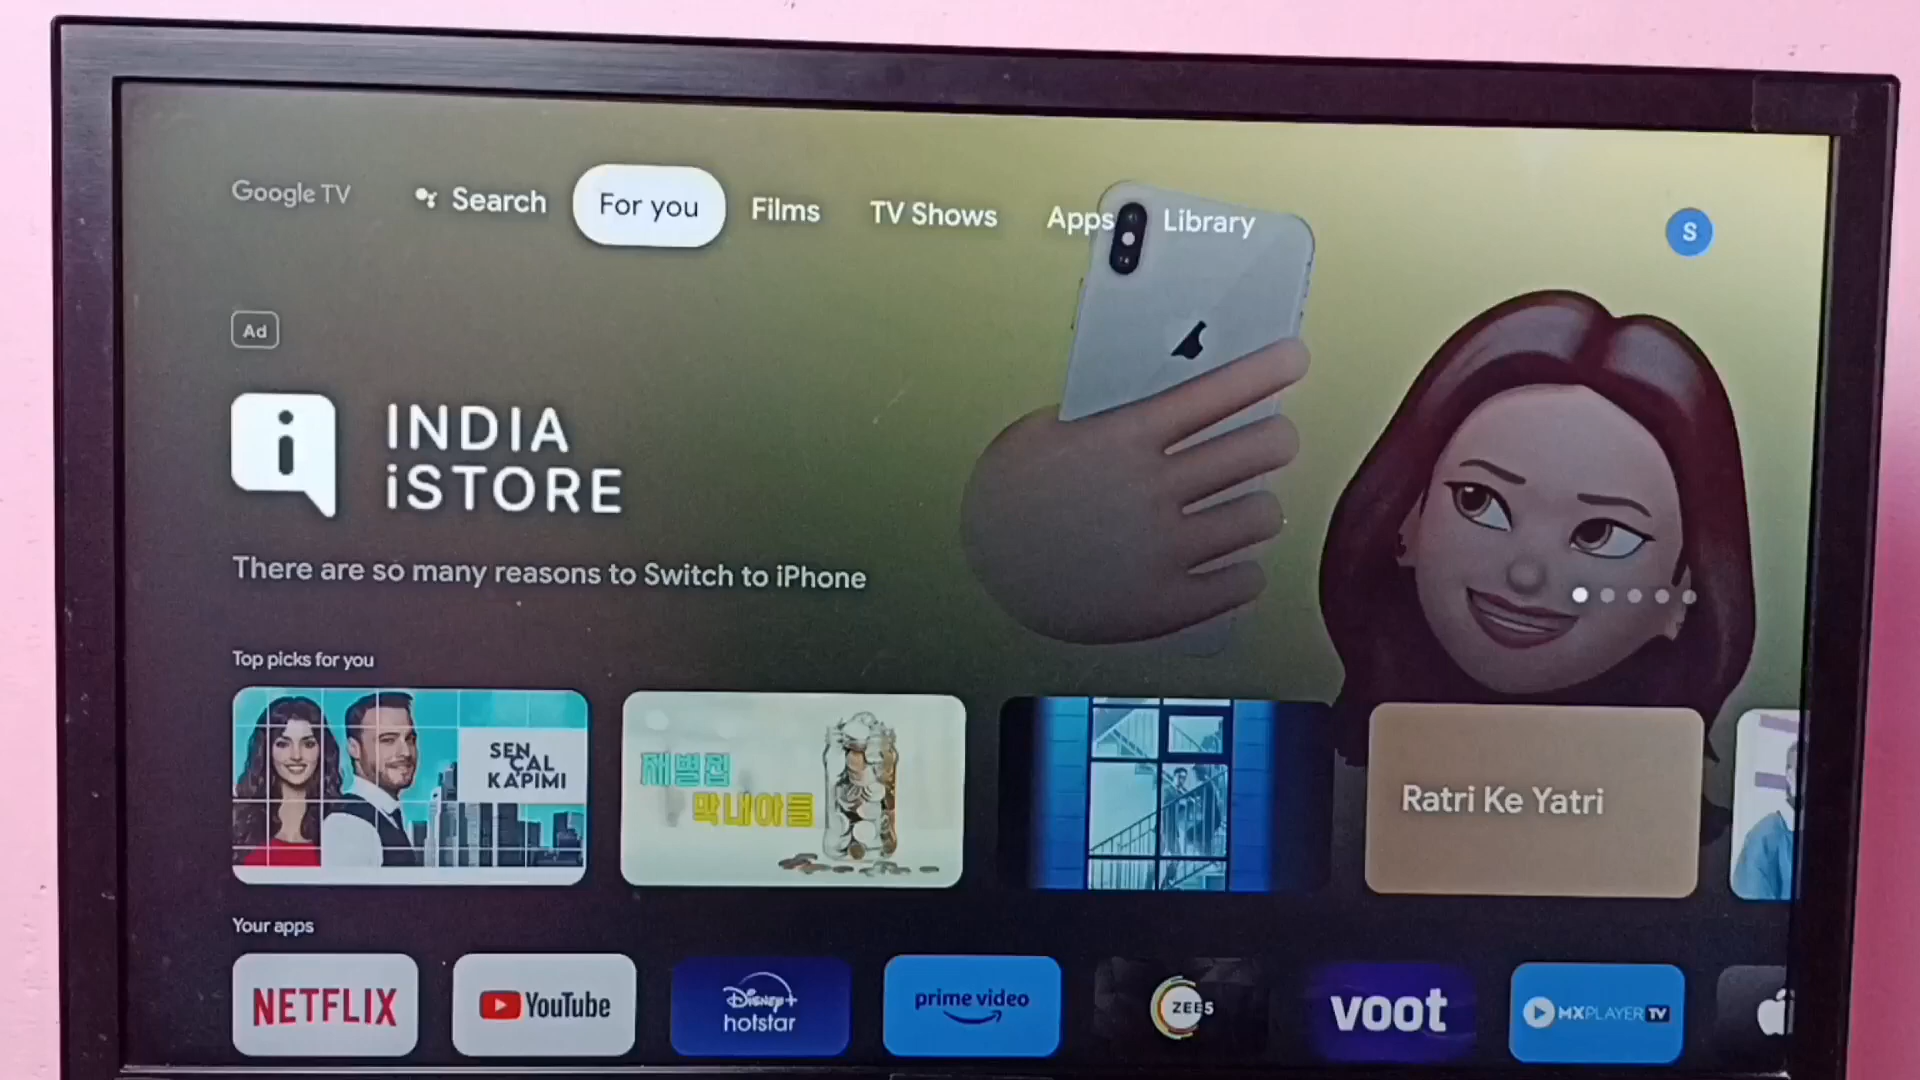 Google TV
Search
For you
Films
TV Shows
Apps
Library
S
Ad
i
INDIA
iSTORE
There are so many reasons to Switch to iPhone
Top picks for you
SEN
ÇAL
KAPIMI
재벌집
막내아들
Ratri Ke Yatri
Your apps
NETFLIX
YouTube
Disney+
hotstar
prime video
ZEE5
voot
MXPLAYER TV